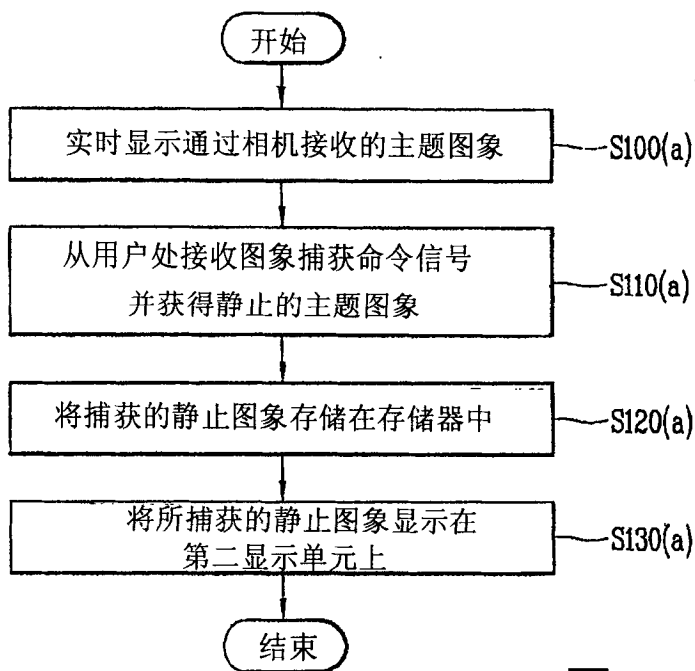 开始
实时显示通过相机接收的主题图象
S100(a)
从用户处接收图象捕获命令信号
并获得静止的主题图象
S110(a)
将捕获的静止图象存储在存储器中
S120(a)
将所捕获的静止图象显示在
第二显示单元上
S130(a)
结束